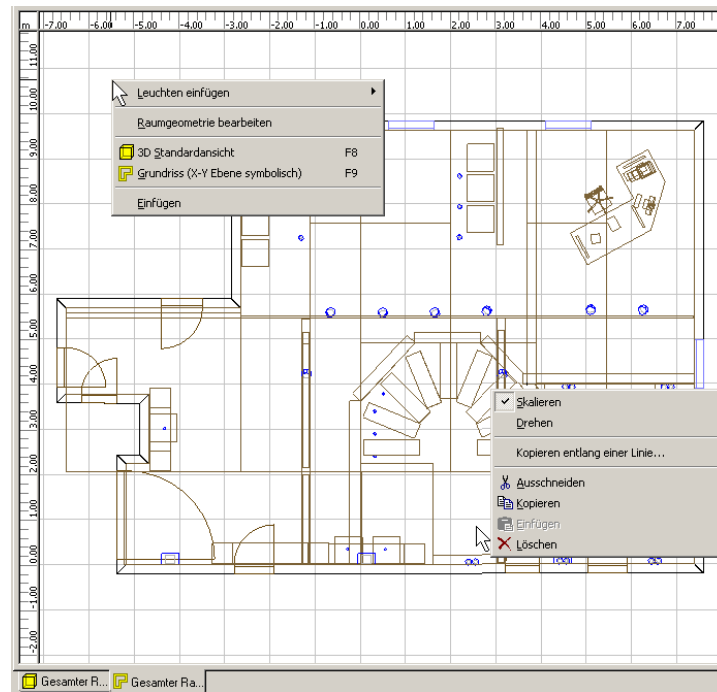 m -7.00 -6.00 -5.00 -4.00 -3.00 -2.00 -1.00 0.00 1.00 2.00 3.00 4.00 5.00 6.00 7.00
11.00
10.00
9.00
8.00
7.00
6.00
5.00
4.00
3.00
2.00
1.00
0.00
-1.00
-2.00
Leuchten einfügen
Raumgeometrie bearbeiten
3D Standardansicht F8
Grundriss (X-Y Ebene symbolisch) F9
Einfügen
Skalieren
Drehen
Kopieren entlang einer Linie...
Ausschneiden
Kopieren
Einfügen
Löschen
Gesamter R... Gesamter Ra...